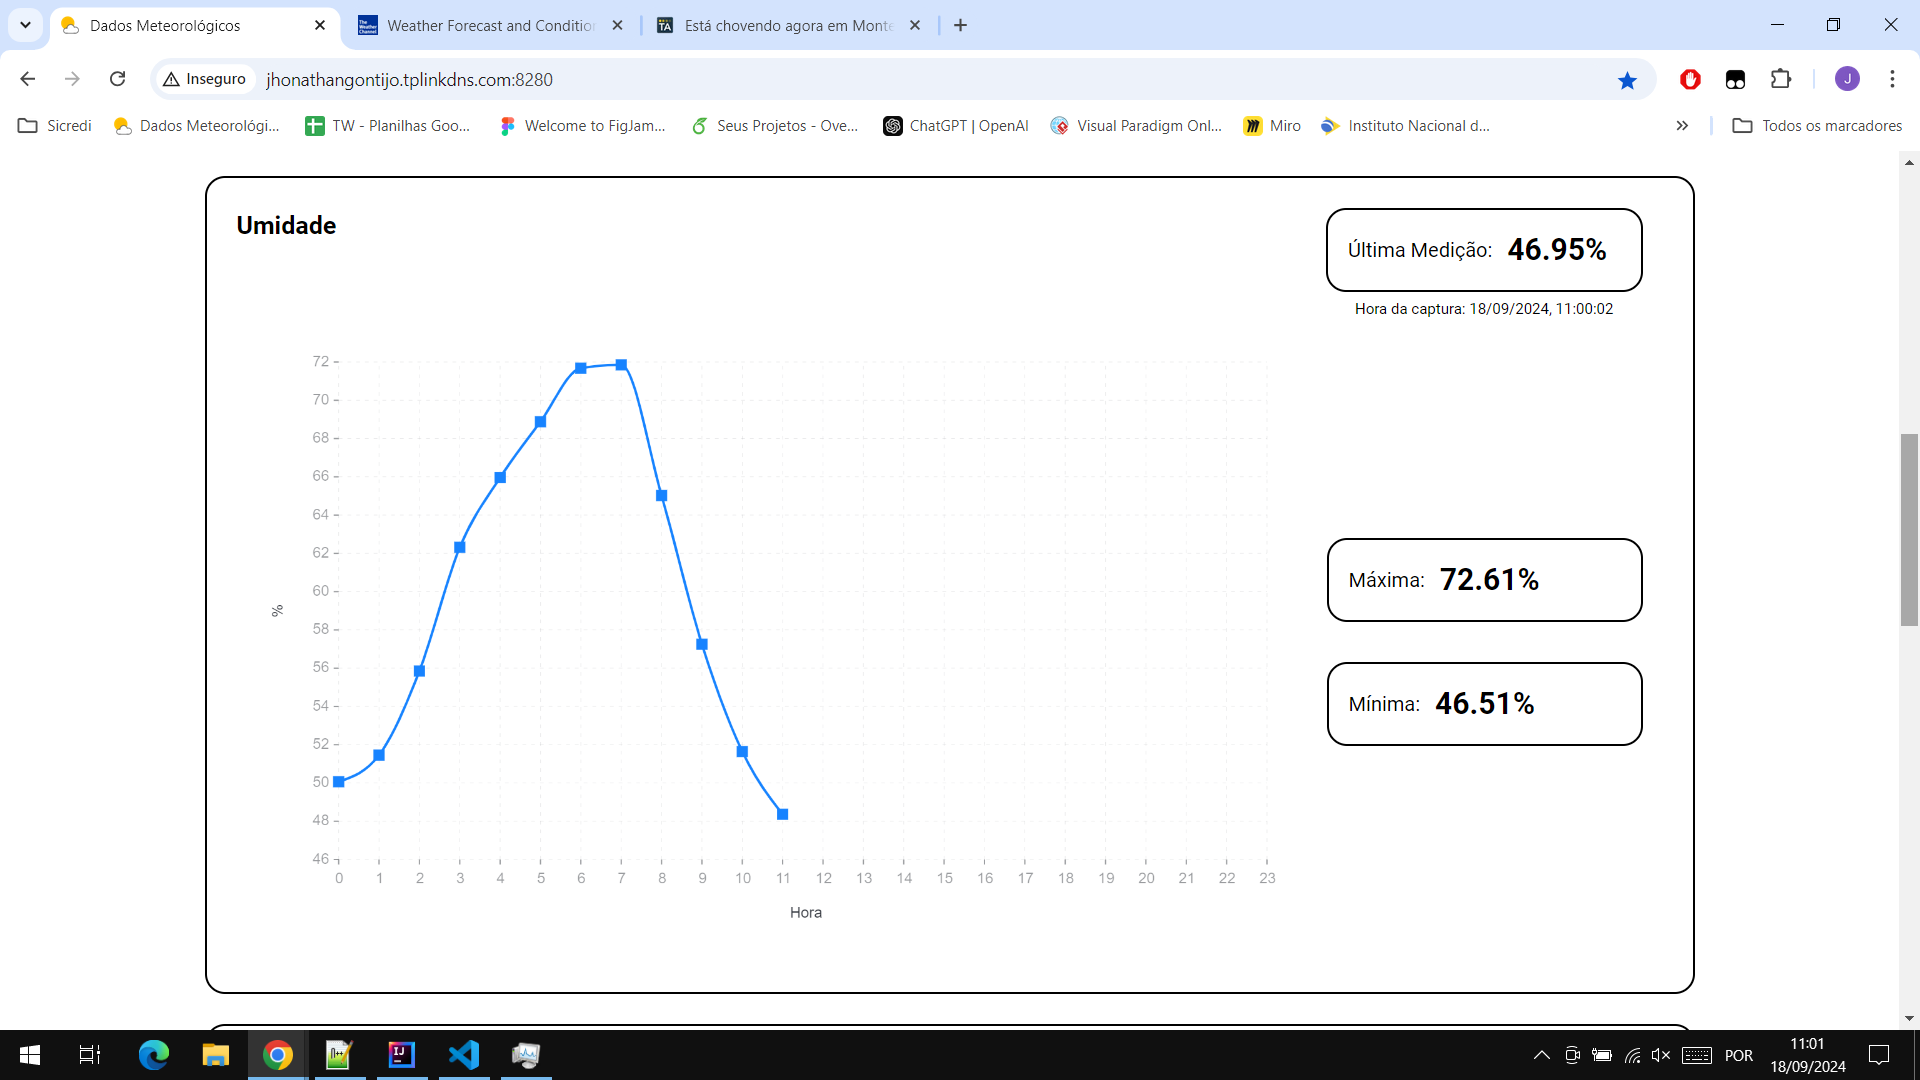 Dados Meteorológicos
Weather Forecast and Conditio
Está chovendo agora em Monte
Inseguro
jhonathangontijo.tplinkdns.com:8280
J
Sicredi
Dados Meteorológi...
TW - Planilhas Goo...
Welcome to FigJam...
Seus Projetos - Ove...
ChatGPT | OpenAI
Visual Paradigm Onl...
Miro
Instituto Nacional d...
Todos os marcadores
Umidade
Última Medição: 46.95%
Hora da captura: 18/09/2024, 11:00:02
72
70
68
66
64
62
60
58
56
54
52
50
48
46
%
0 1 2 3 4 5 6 7 8 9 10 11 12 13 14 15 16 17 18 19 20 21 22 23
Hora
Máxima: 72.61%
Mínima: 46.51%
POR
11:01
18/09/2024